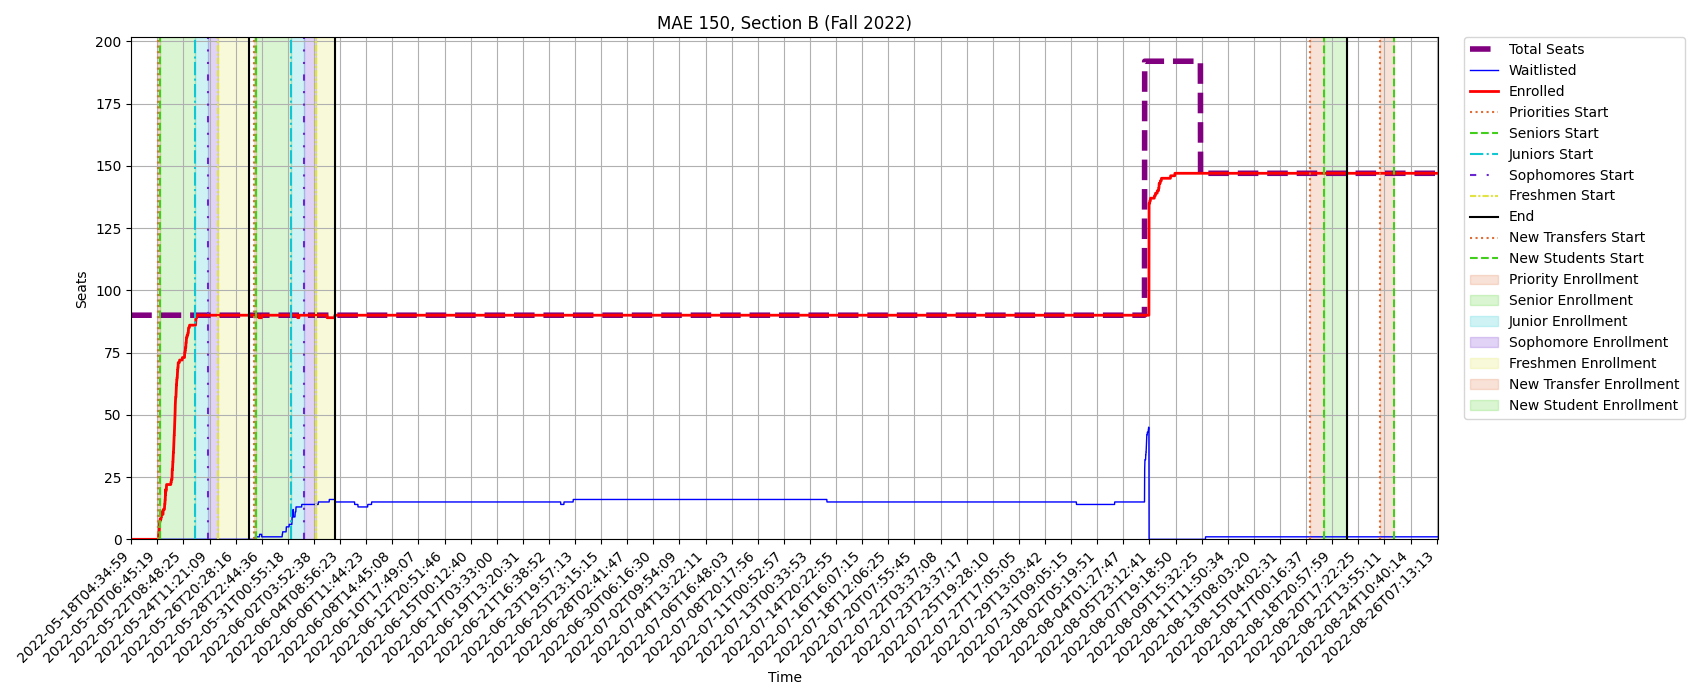 MAE 150, Section B (Fall 2022)
Seats
200
175
150
125
100
75
50
25
0
2022-05-18T04:34:59
2022-05-20T06:45:19
2022-05-22T08:48:25
2022-05-24T11:21:09
2022-05-26T20:28:16
2022-05-28T22:44:36
2022-05-31T00:55:18
2022-06-02T03:52:38
2022-06-04T08:56:23
2022-06-06T11:44:23
2022-06-08T14:45:08
2022-06-10T17:49:07
2022-06-12T20:51:46
2022-06-15T00:12:40
2022-06-17T03:33:00
2022-06-19T13:20:31
2022-06-21T16:38:52
2022-06-23T19:57:13
2022-06-25T23:15:15
2022-06-28T02:41:47
2022-06-30T06:16:30
2022-07-02T09:54:09
2022-07-04T13:22:11
2022-07-06T16:48:03
2022-07-08T20:17:56
2022-07-11T00:52:57
2022-07-13T14:33:53
2022-07-14T20:22:55
2022-07-16T16:07:15
2022-07-18T12:06:25
2022-07-20T07:55:45
2022-07-22T03:37:08
2022-07-23T23:37:17
2022-07-25T19:28:10
2022-07-27T17:05:05
2022-07-29T13:03:42
2022-07-31T09:05:15
2022-08-02T05:19:51
2022-08-04T01:27:47
2022-08-05T23:12:41
2022-08-07T19:18:50
2022-08-09T15:32:25
2022-08-11T11:50:34
2022-08-13T08:03:20
2022-08-15T04:02:31
2022-08-17T00:16:37
2022-08-18T20:57:59
2022-08-20T17:22:25
2022-08-22T13:55:11
2022-08-24T10:40:14
2022-08-26T07:13:13
Time
Total Seats
Waitlisted
Enrolled
Priorities Start
Seniors Start
Juniors Start
Sophomores Start
Freshmen Start
End
New Transfers Start
New Students Start
Priority Enrollment
Senior Enrollment
Junior Enrollment
Sophomore Enrollment
Freshmen Enrollment
New Transfer Enrollment
New Student Enrollment